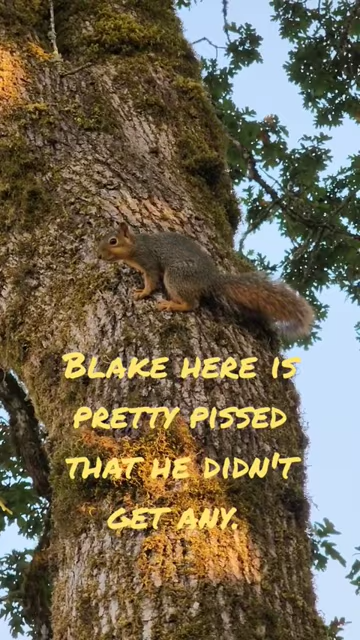 Blake here is
pretty pissed
that he didn't
get any.